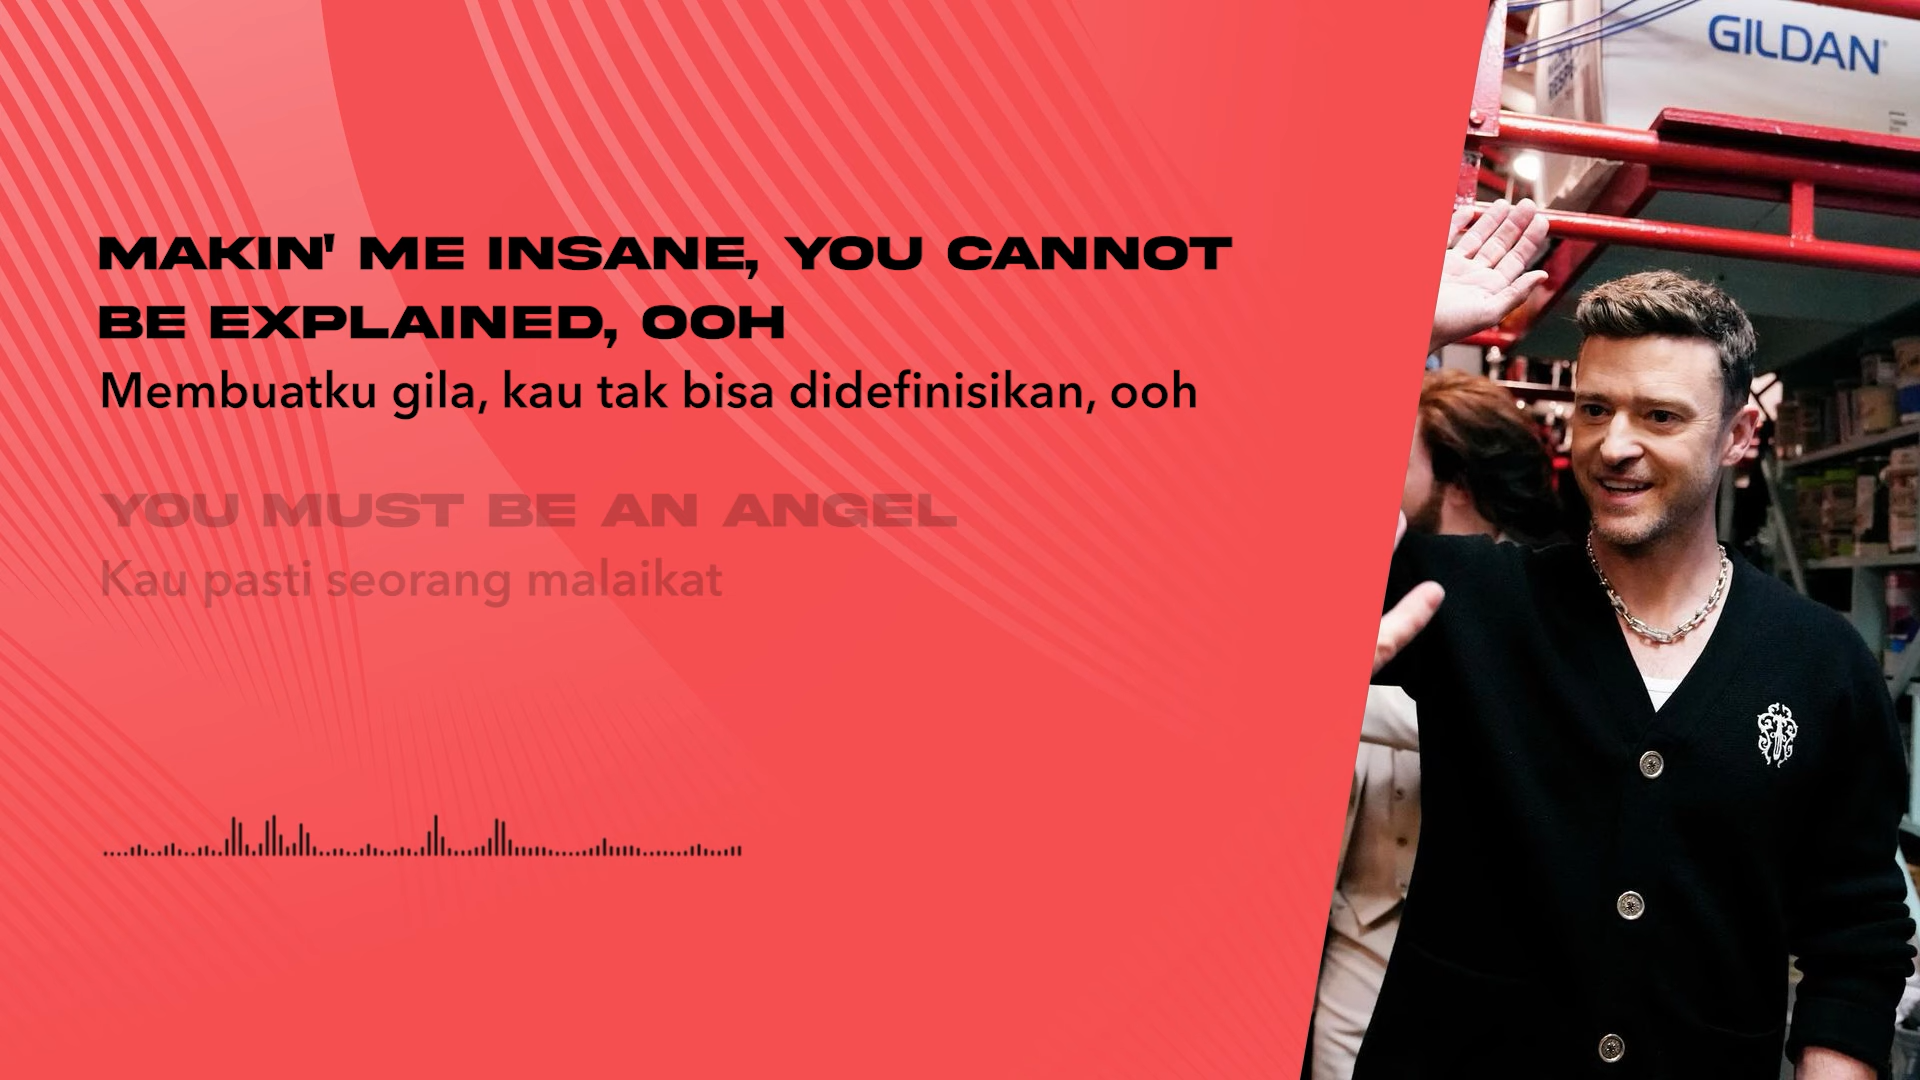 GILDAN
MAKIN' ME INSANE, YOU CANNOT
BE EXPLAINED, OOH
Membuatku gila, kau tak bisa didefinisikan, ooh
YOU MUST BE AN ANGEL
Kau pasti seorang malaikat